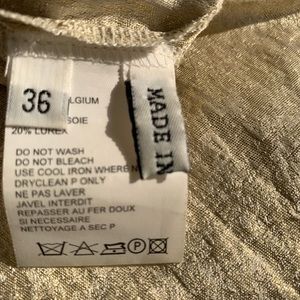 36
LGIUM
SOIE
20% LUREX
DO NOT WASH
DO NOT BLEACH
USE COOL IRON WHERE N
DRYCLEAN P ONLY
NE PAS LAVER
JAVEL INTERDIT
REPASSER AU FER DOUX
SI NECESSAIRE
NETTOYAGE A SEC P
P
MADE IN